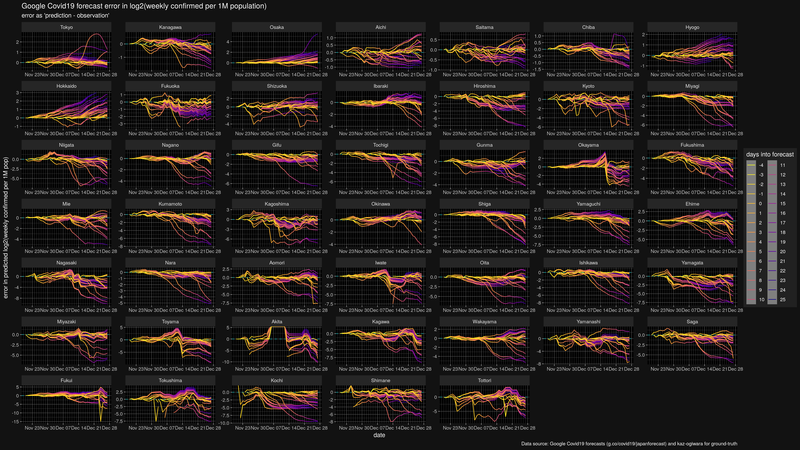 Google Covid19 forecast error in log2(weekly confirmed per 1M population)
error as 'prediction - observation'
Tokyo Kanagawa Osaka Aichi Saitama Chiba Hyogo
Hokkaido Fukuoka Shizuoka Ibaraki Hiroshima Kyoto Miyagi
Niigata Nagano Gifu Tochigi Gunma Okayama Fukushima
Mie Kumamoto Kagoshima Okinawa Shiga Yamaguchi Ehime
Nagasaki Nara Aomori Iwate Oita Ishikawa Yamagata
Miyazaki Toyama Akita Kagawa Wakayama Yamanashi Saga
Fukui Tokushima Kochi Shimane Tottori
Nov 23 Nov 30 Dec 07 Dec 14 Dec 21 Dec 28
date
error in predicted log2(weekly confirmed per 1M pop)
days into forecast
-4 11
-3 12
-2 13
-1 14
0 15
1 16
2 17
3 18
4 19
5 20
6 21
7 22
8 23
9 24
10 25
Data source: Google Covid19 forecasts (g.co/covid19/japanforecast) and kaz ogiwara for ground-truth